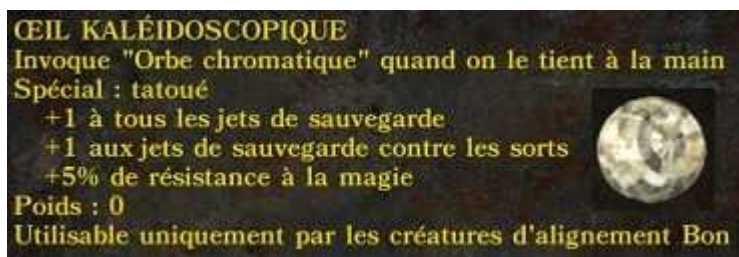 ŒIL KALÉIDOSCOPIQUE
Invoque "Orbe chromatique" quand on le tient à la main
Spécial : tatoué
+1 à tous les jets de sauvegarde
+1 aux jets de sauvegarde contre les sorts
+5% de résistance à la magie
Poids : 0
Utilisable uniquement par les créatures d'alignement Bon